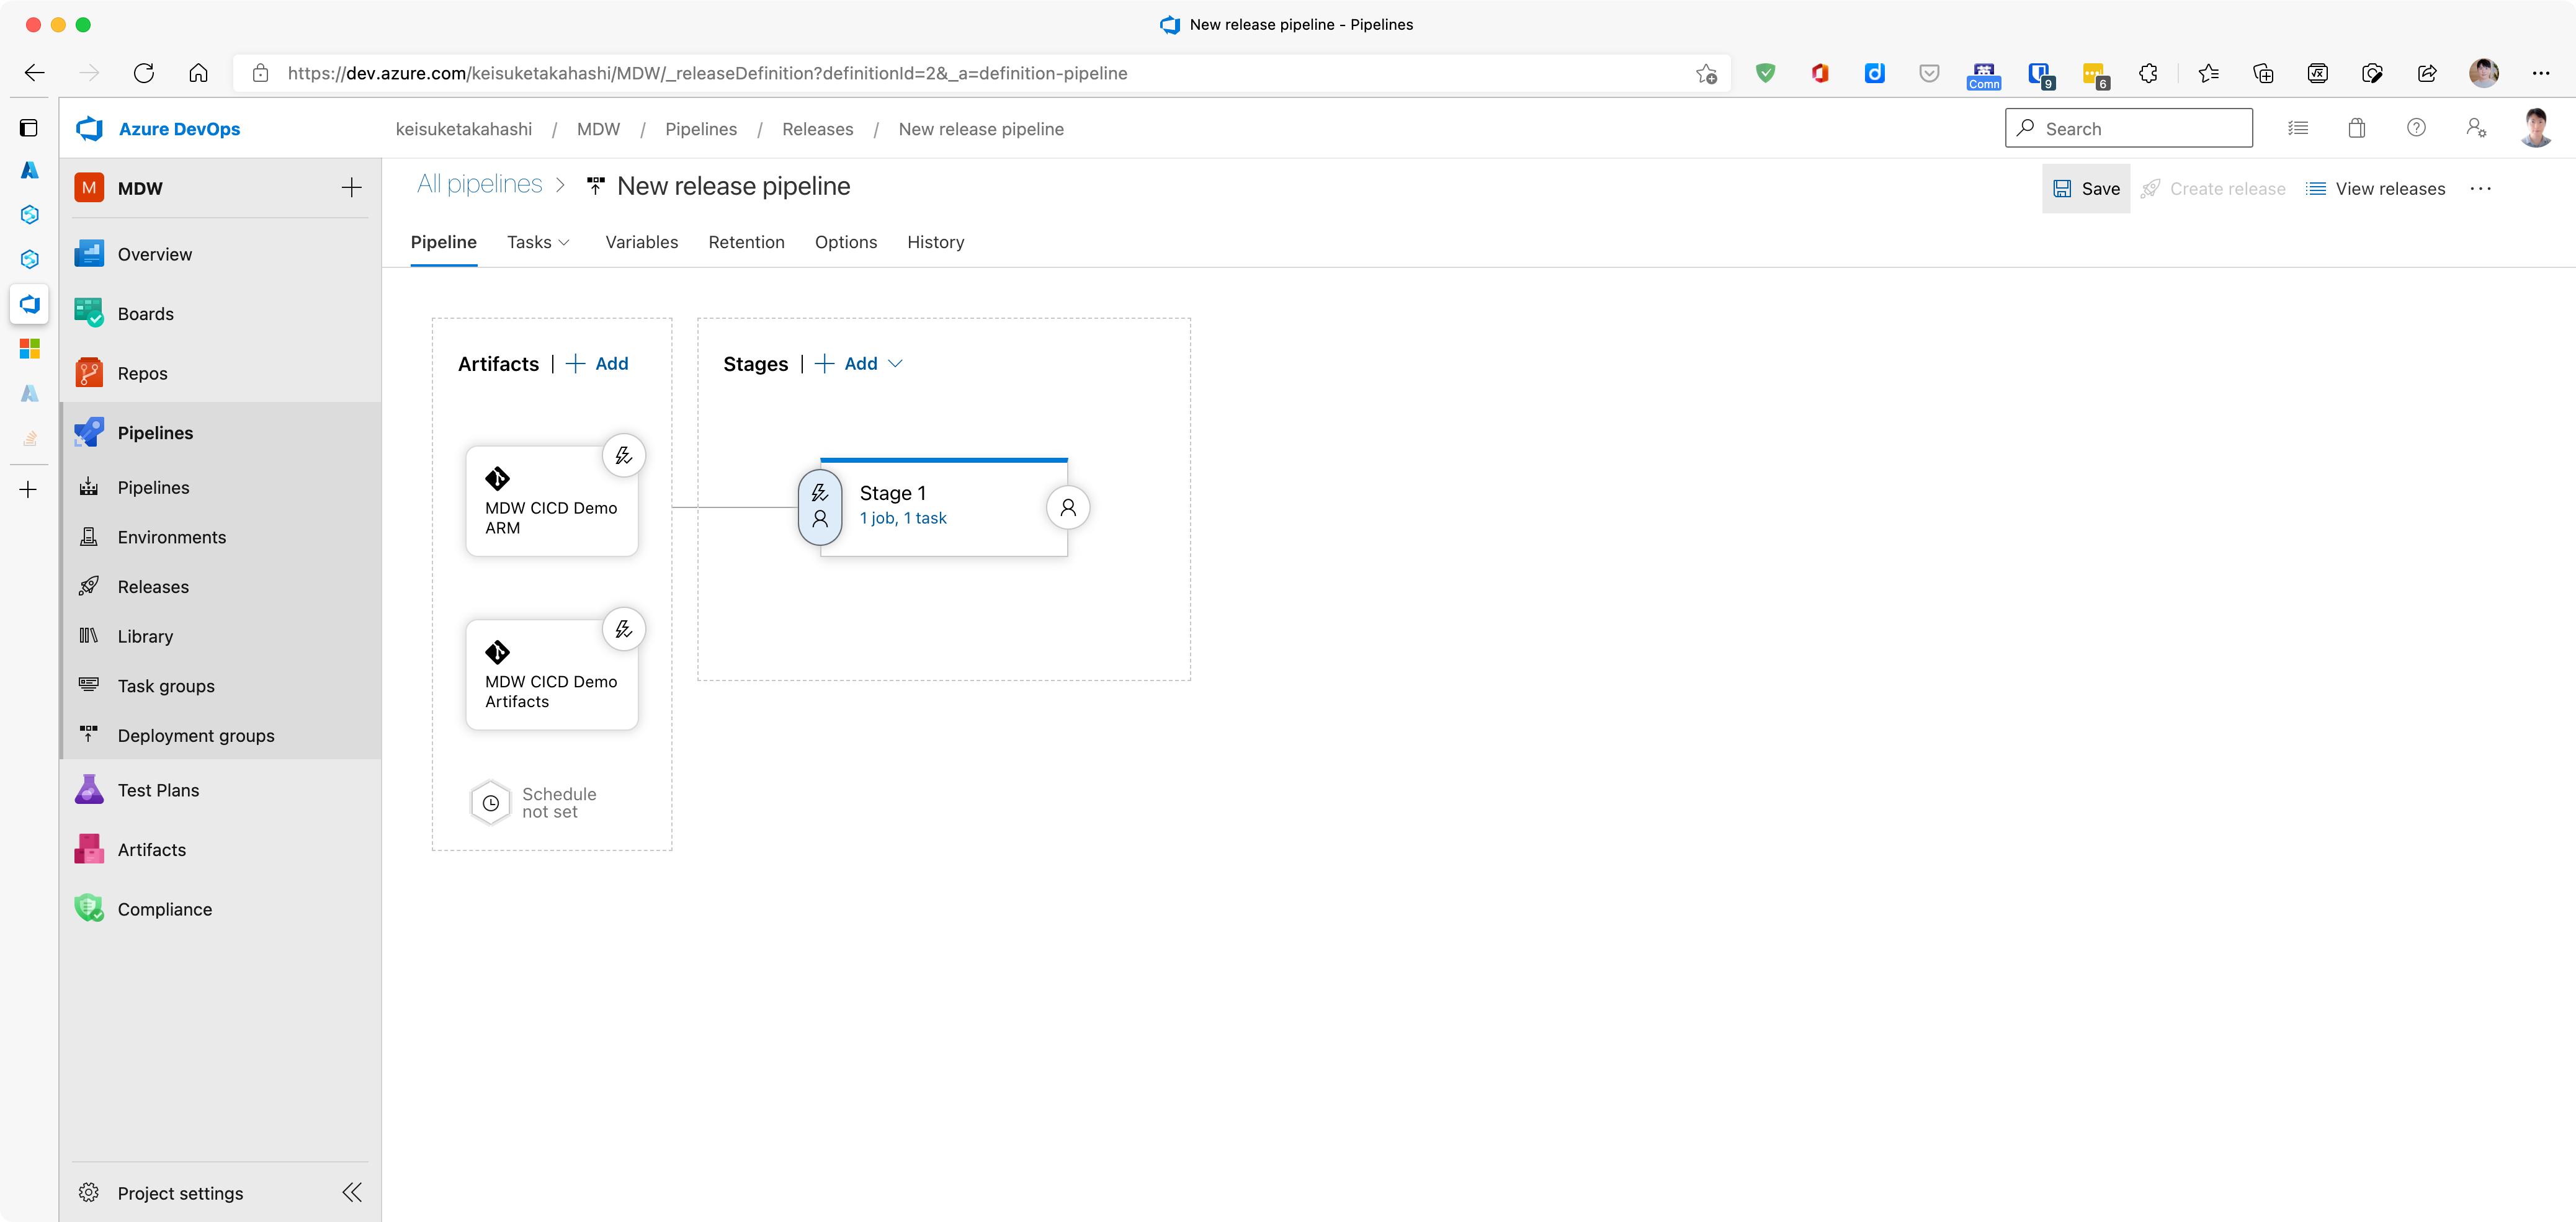 New release pipeline - Pipelines
https://dev.azure.com/keisuketakahashi/MDW/_releaseDefinition?definitionId=2&_a=definition-pipeline
Comn
9
6
Azure DevOps
keisuketakahashi / MDW / Pipelines / Releases / New release pipeline
Search
M MDW
All pipelines > New release pipeline
Save
Create release
View releases
Pipeline Tasks Variables Retention Options History
Overview
Boards
Repos
Pipelines
Pipelines
Environments
Releases
Library
Task groups
Deployment groups
Test Plans
Artifacts
Compliance
Project settings
Artifacts | + Add
MDW CICD Demo
ARM
MDW CICD Demo
Artifacts
Schedule
not set
Stages | + Add
Stage 1
1 job, 1 task